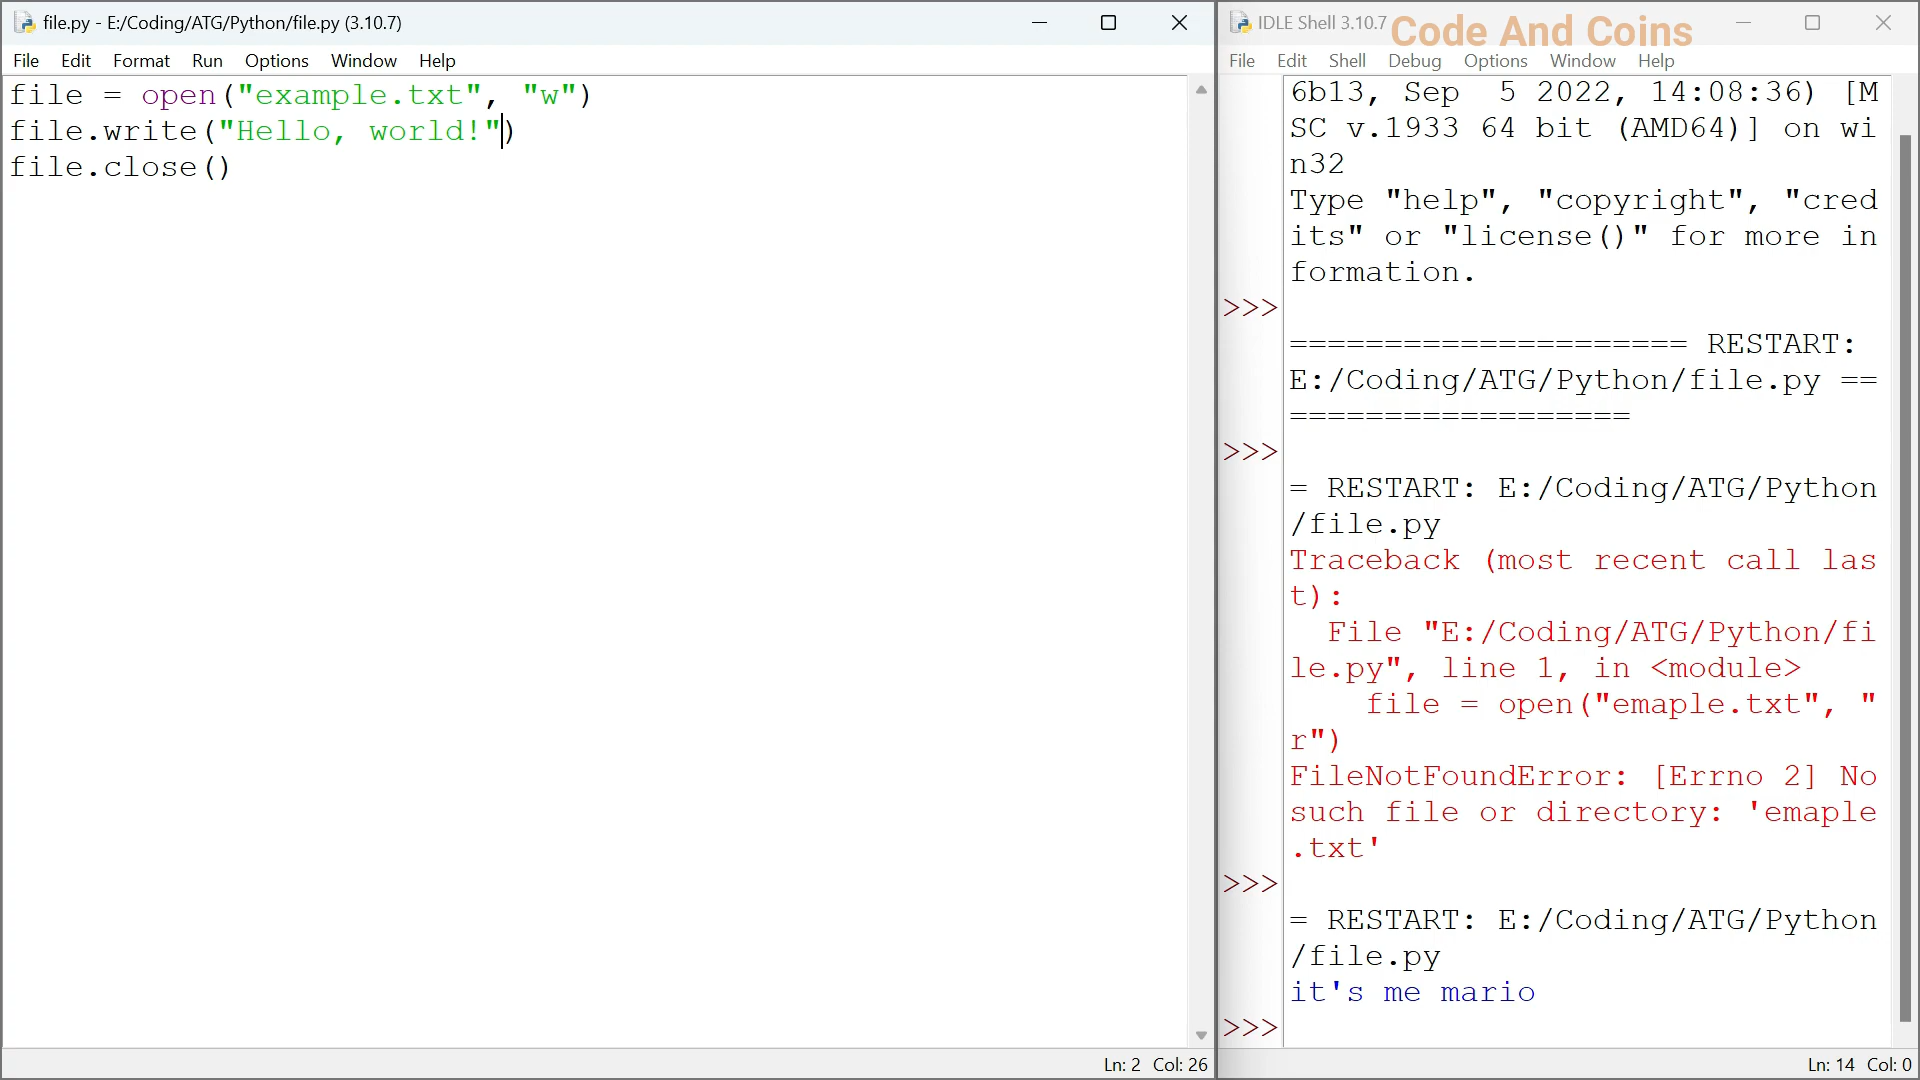 file.py - E:/Coding/ATG/Python/file.py (3.10.7)
File Edit Format Run Options Window Help
file = open("example.txt", "w")
file.write("Hello, world!")
file.close()
Ln: 2 Col: 26
IDLE Shell 3.10.7
Code And Coins
File Edit Shell Debug Options Window Help
6b13, Sep  5 2022, 14:08:36) [M
SC v.1933 64 bit (AMD64)] on wi
n32
Type "help", "copyright", "cred
its" or "license()" for more in
formation.
>>>
===================== RESTART:
E:/Coding/ATG/Python/file.py ==
==================
>>>
= RESTART: E:/Coding/ATG/Python
/file.py
Traceback (most recent call las
t):
  File "E:/Coding/ATG/Python/fi
le.py", line 1, in <module>
    file = open("emaple.txt", "
r")
FileNotFoundError: [Errno 2] No
such file or directory: 'emaple
.txt'
>>>
= RESTART: E:/Coding/ATG/Python
/file.py
it's me mario
>>>
Ln: 14 Col: 0